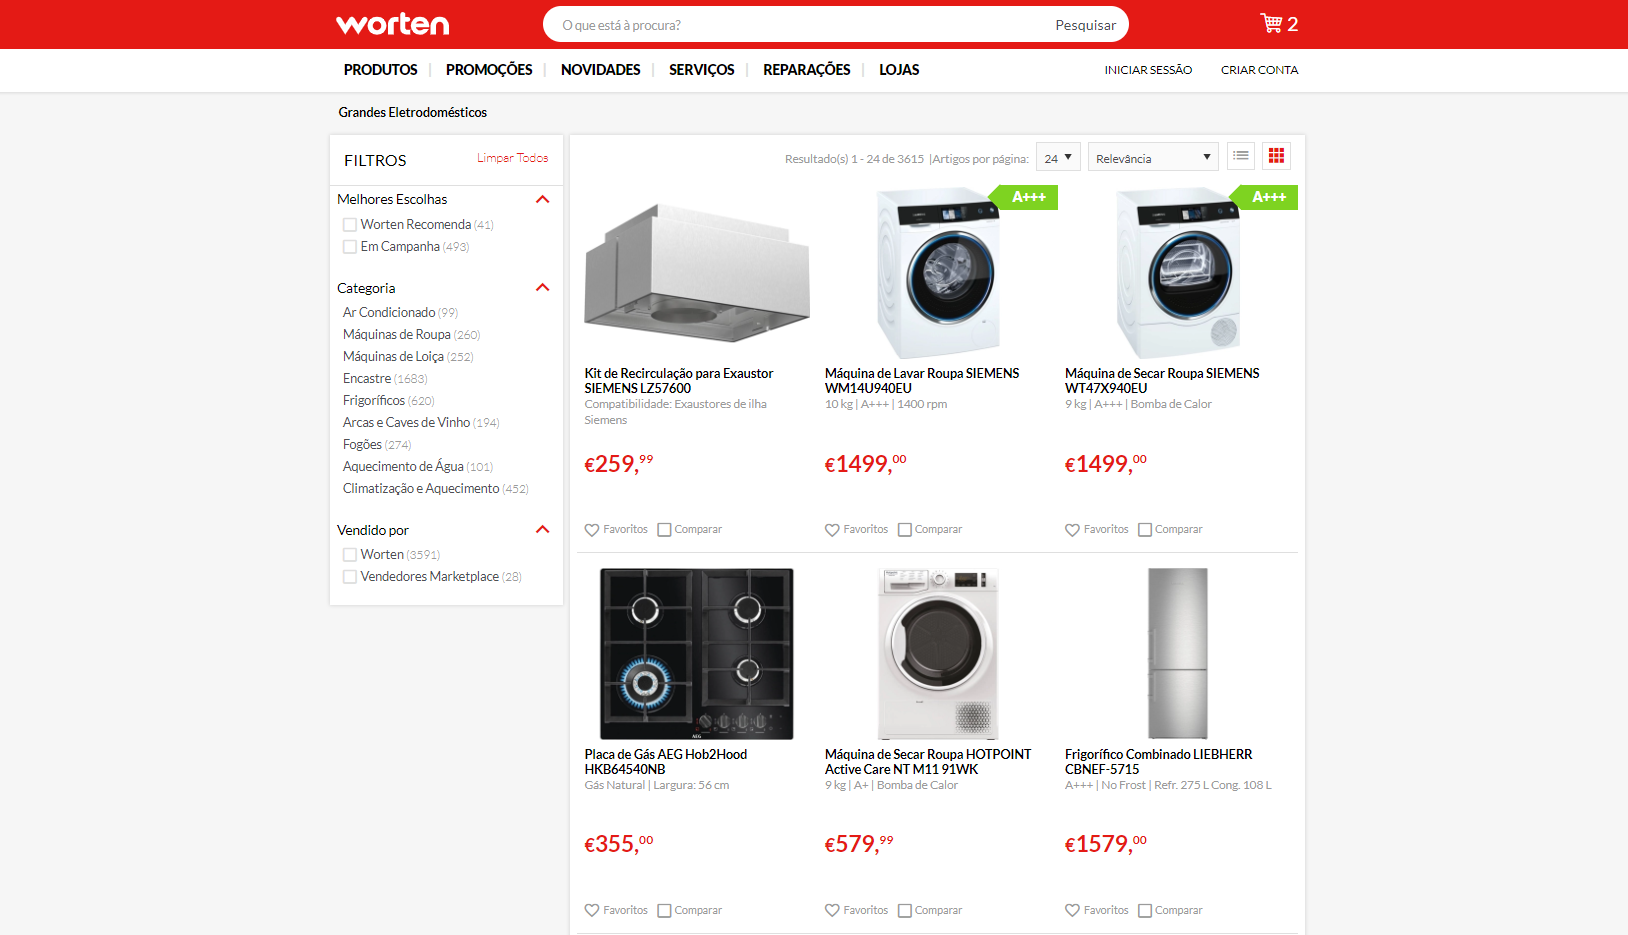 worten
O que está à procura?
Pesquisar
2
PRODUTOS | PROMOÇÕES | NOVIDADES | SERVIÇOS | REPARAÇÕES | LOJAS
INICIAR SESSÃO
CRIAR CONTA
Grandes Eletrodomésticos
FILTROS
Limpar Todos
Melhores Escolhas
Worten Recomenda (41)
Em Campanha (493)
Categoria
Ar Condicionado (99)
Máquinas de Roupa (260)
Máquinas de Loiça (252)
Encastre (1683)
Frigoríficos (620)
Arcas e Caves de Vinho (194)
Fogões (274)
Aquecimento de Água (101)
Climatização e Aquecimento (452)
Vendido por
Worten (3591)
Vendedores Marketplace (28)
Resultado(s) 1 - 24 de 3615 |Artigos por página:
24
Relevância
Kit de Recirculação para Exaustor
SIEMENS LZ57600
Compatibilidade: Exaustores de ilha
Siemens
€259,99
Favoritos
Comparar
A+++
Máquina de Lavar Roupa SIEMENS
WM14U940EU
10 kg | A+++ | 1400 rpm
€1499,00
Favoritos
Comparar
A+++
Máquina de Secar Roupa SIEMENS
WT47X940EU
9 kg | A+++ | Bomba de Calor
€1499,00
Favoritos
Comparar
AEG
Placa de Gás AEG Hob2Hood
HKB64540NB
Gás Natural | Largura: 56 cm
€355,00
Favoritos
Comparar
Máquina de Secar Roupa HOTPOINT
Active Care NT M11 91WK
9 kg | A+ | Bomba de Calor
€579,99
Favoritos
Comparar
Frigorífico Combinado LIEBHERR
CBNEF-5715
A+++ | No Frost | Refr. 275 L Cong. 108 L
€1579,00
Favoritos
Comparar